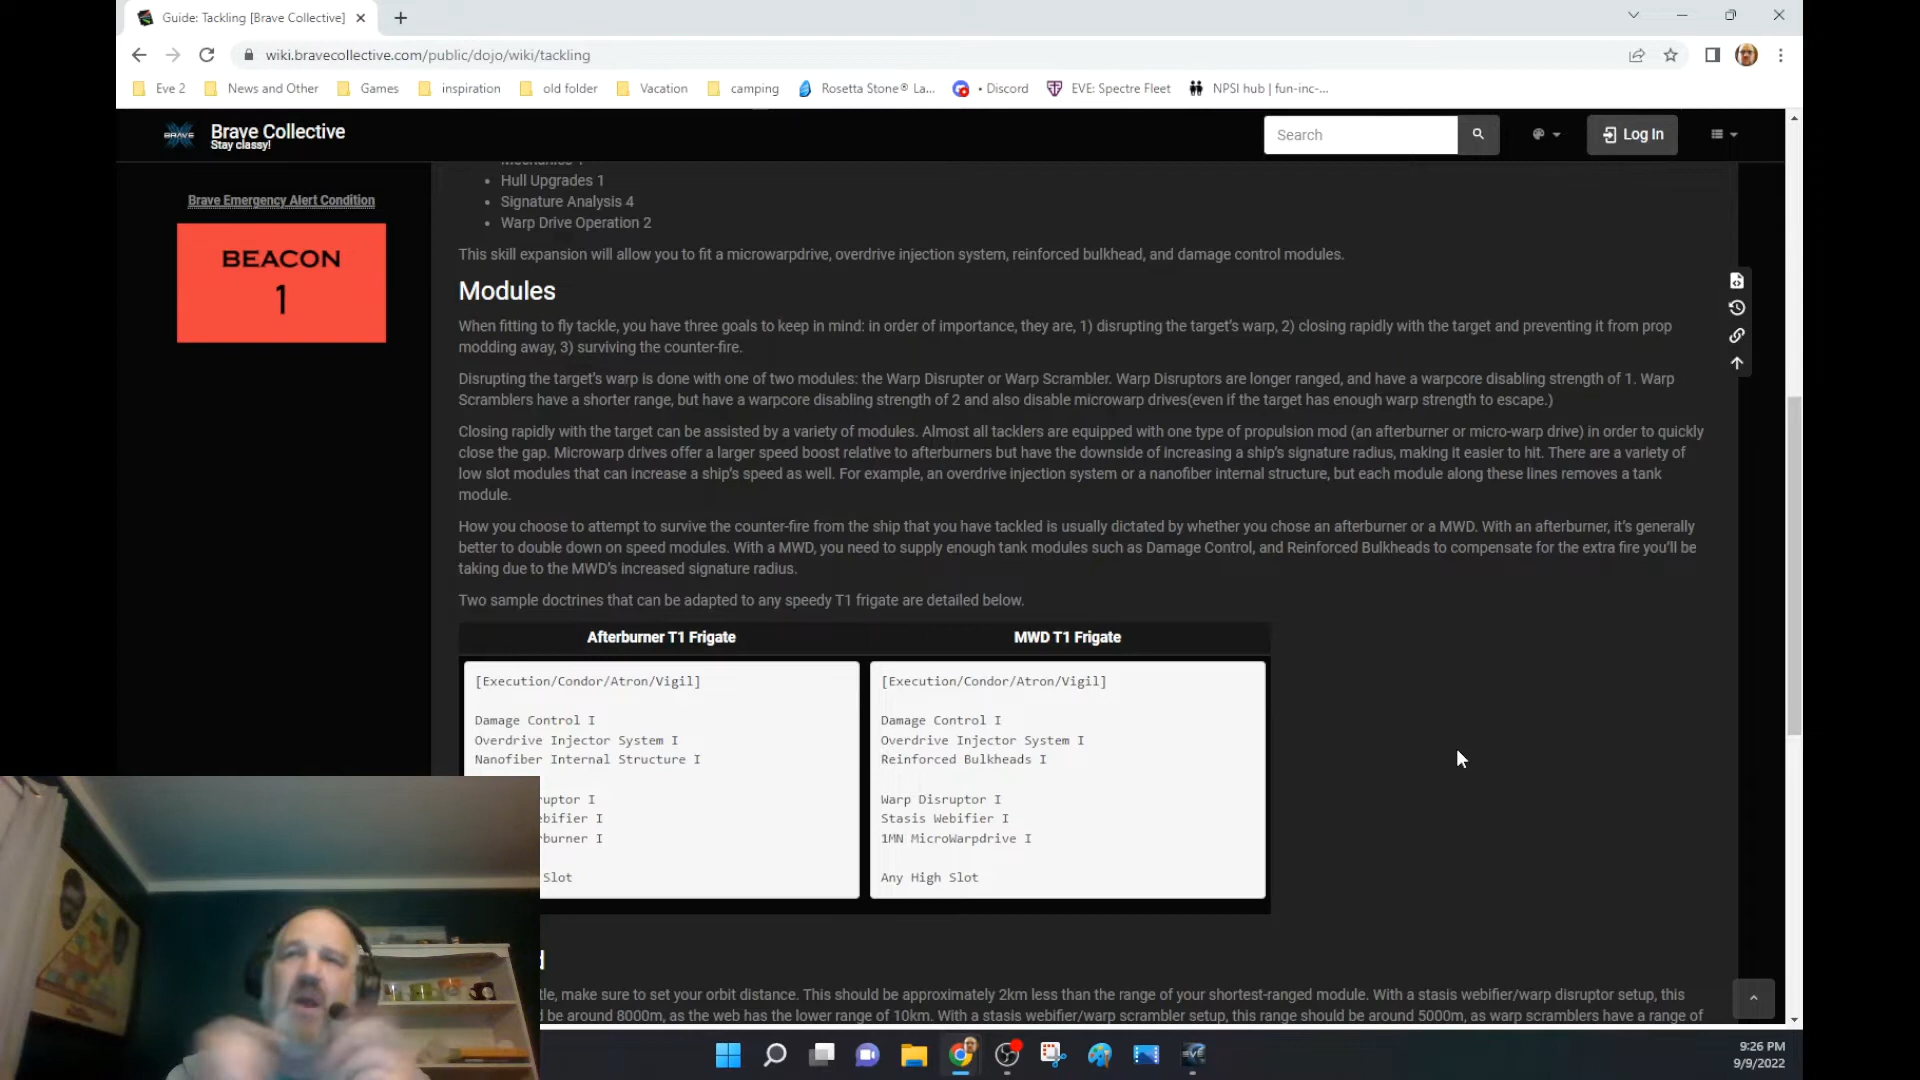 Guide: Tackling [Brave Collective]
wiki.bravecollective.com/public/dojo/wiki/tackling
Eve 2
News and Other
Games
inspiration
old folder
Vacation
camping
Rosetta Stone® La...
• Discord
EVE: Spectre Fleet
NPSI hub | fun-inc-...
BRAVE
Brave Collective
Stay classy!
Search
Log In
Brave Emergency Alert Condition
BEACON
1
Hull Upgrades 1
Signature Analysis 4
Warp Drive Operation 2
This skill expansion will allow you to fit a microwarpdrive, overdrive injection system, reinforced bulkhead, and damage control modules.
Modules
When fitting to fly tackle, you have three goals to keep in mind: in order of importance, they are, 1) disrupting the target's warp, 2) closing rapidly with the target and preventing it from prop
modding away, 3) surviving the counter-fire.
Disrupting the target's warp is done with one of two modules: the Warp Disrupter or Warp Scrambler. Warp Disruptors are longer ranged, and have a warpcore disabling strength of 1. Warp
Scramblers have a shorter range, but have a warpcore disabling strength of 2 and also disable microwarp drives(even if the target has enough warp strength to escape.)
Closing rapidly with the target can be assisted by a variety of modules. Almost all tacklers are equipped with one type of propulsion mod (an afterburner or micro-warp drive) in order to quickly
close the gap. Microwarp drives offer a larger speed boost relative to afterburners but have the downside of increasing a ship's signature radius, making it easier to hit. There are a variety of
low slot modules that can increase a ship's speed as well. For example, an overdrive injection system or a nanofiber internal structure, but each module along these lines removes a tank
module.
How you choose to attempt to survive the counter-fire from the ship that you have tackled is usually dictated by whether you chose an afterburner or a MWD. With an afterburner, it's generally
better to double down on speed modules. With a MWD, you need to supply enough tank modules such as Damage Control, and Reinforced Bulkheads to compensate for the extra fire you'll be
taking due to the MWD's increased signature radius.
Two sample doctrines that can be adapted to any speedy T1 frigate are detailed below.
Afterburner T1 Frigate
[Execution/Condor/Atron/Vigil]
Damage Control I
Overdrive Injector System I
Nanofiber Internal Structure I
ruptor I
ebifier I
burner I
Slot
MWD T1 Frigate
[Execution/Condor/Atron/Vigil]
Damage Control I
Overdrive Injector System I
Reinforced Bulkheads I
Warp Disruptor I
Stasis Webifier I
1MN MicroWarpdrive I
Any High Slot
d
tle, make sure to set your orbit distance. This should be approximately 2km less than the range of your shortest-ranged module. With a stasis webifier/warp disruptor setup, this
be around 8000m, as the web has the lower range of 10km. With a stasis webifier/warp scrambler setup, this range should be around 5000m, as warp scramblers have a range of
9:26 PM
9/9/2022